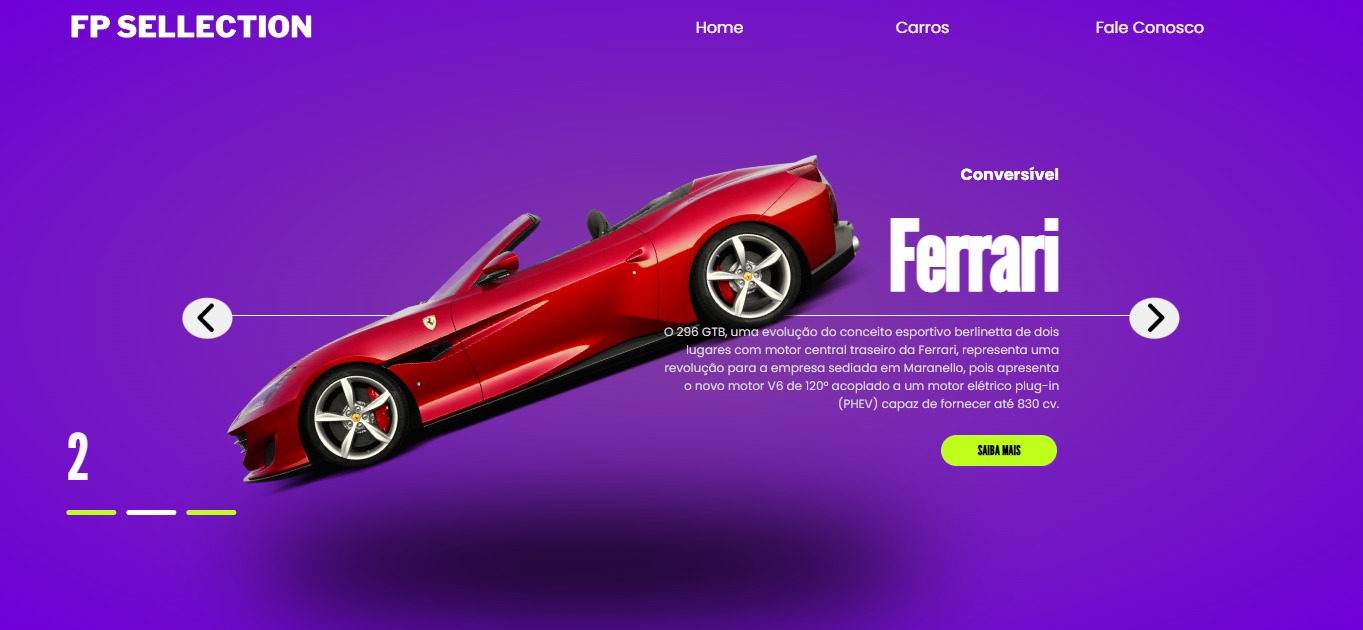 FP SELLECTION
Home
Carros
Fale Conosco
Conversível
Ferrari
O 296 GTB, uma evolução do conceito esportivo berlinetta de dois
lugares com motor central traseiro da Ferrari, representa uma
revolução para a empresa sediada em Maranello, pois apresenta
o novo motor V6 de 120º acoplado a um motor elétrico plug-in
(PHEV) capaz de fornecer até 830 cv.
SAIBA MAIS
2